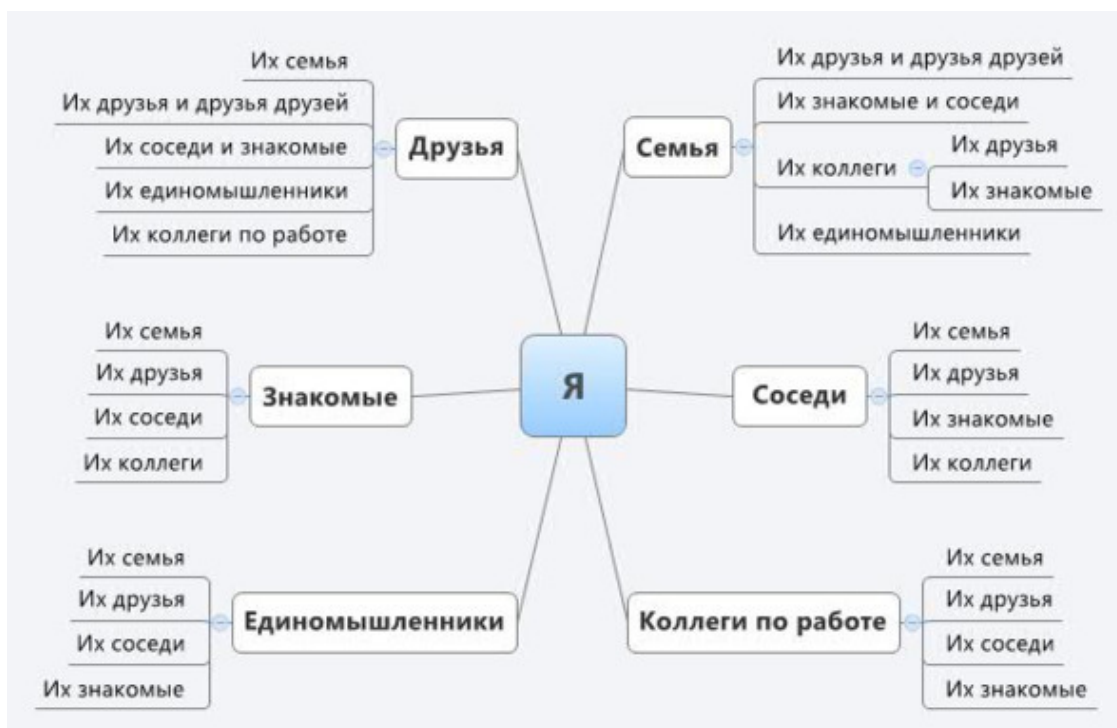 Я
Друзья
Их семья
Их друзья и друзья друзей
Их соседи и знакомые
Их единомышленники
Их коллеги по работе
Семья
Их друзья и друзья друзей
Их знакомые и соседи
Их коллеги
Их друзья
Их знакомые
Их единомышленники
Знакомые
Их семья
Их друзья
Их соседи
Их коллеги
Соседи
Их семья
Их друзья
Их знакомые
Их коллеги
Единомышленники
Их семья
Их друзья
Их соседи
Их знакомые
Коллеги по работе
Их семья
Их друзья
Их соседи
Их знакомые